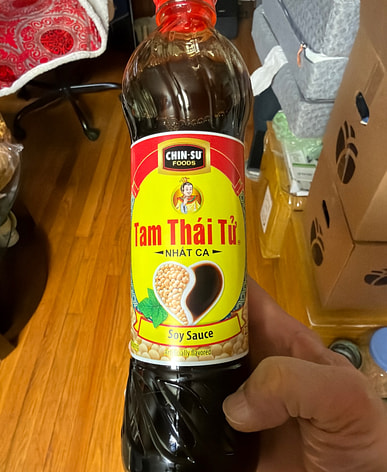 CHIN-SU®
FOODS
Tam Thái Tử®
NHẤT CA
Soy Sauce